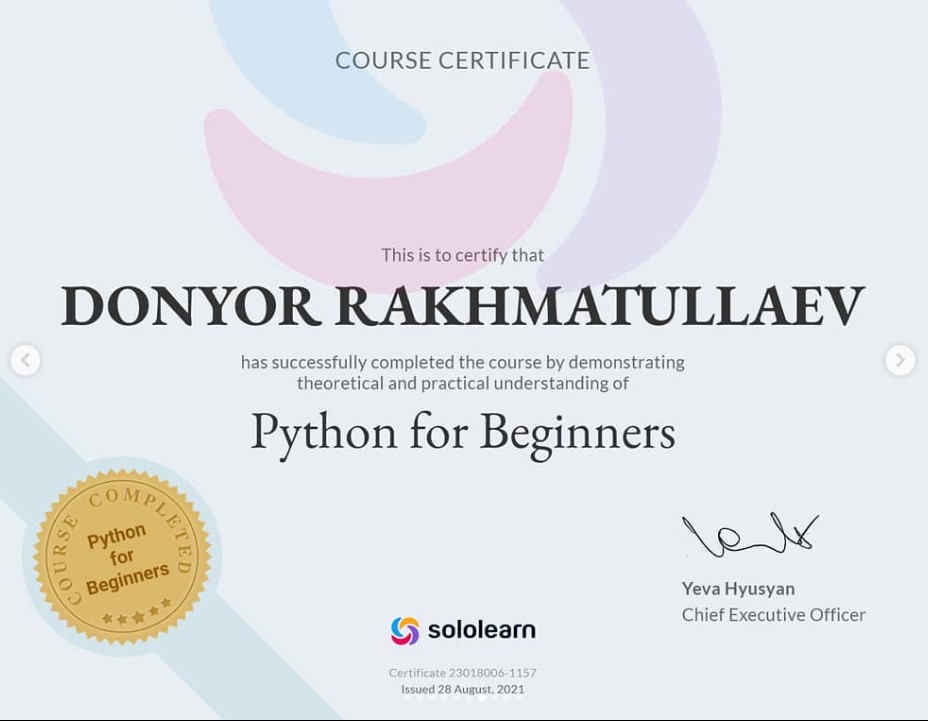 COURSE CERTIFICATE
This is to certify that
DONYOR RAKHMATULLAEV
has successfully completed the course by demonstrating
theoretical and practical understanding of
Python for Beginners
COURSE COMPLETED
Python
for
Beginners
Yeva Hyusyan
Chief Executive Officer
sololearn
Certificate 23018006-1157
Issued 28 August, 2021